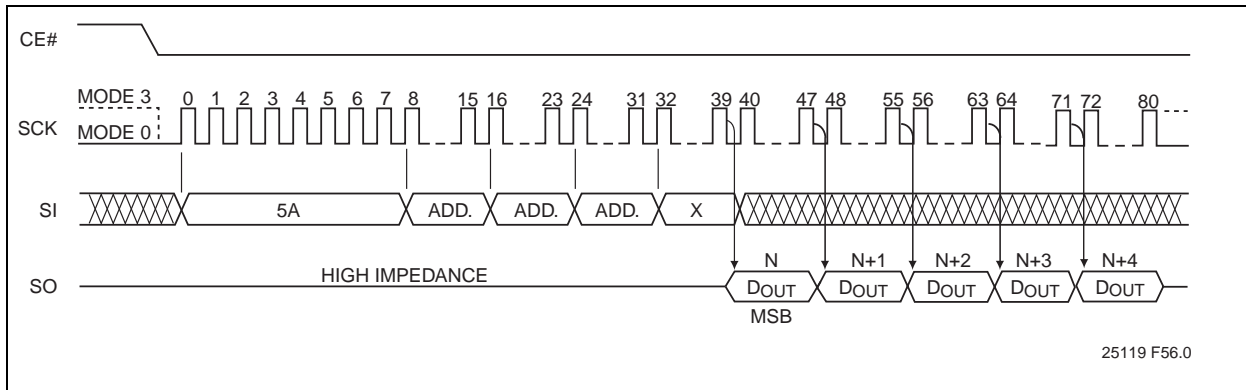 CE#
MODE 3
SCK
MODE 0
0 1 2 3 4 5 6 7 8 15 16 23 24 31 32 39 40 47 48 55 56 63 64 71 72 80
SI
5A ADD. ADD. ADD. X
SO
HIGH IMPEDANCE
N N+1 N+2 N+3 N+4
DOUT DOUT DOUT DOUT DOUT
MSB
25119 F56.0